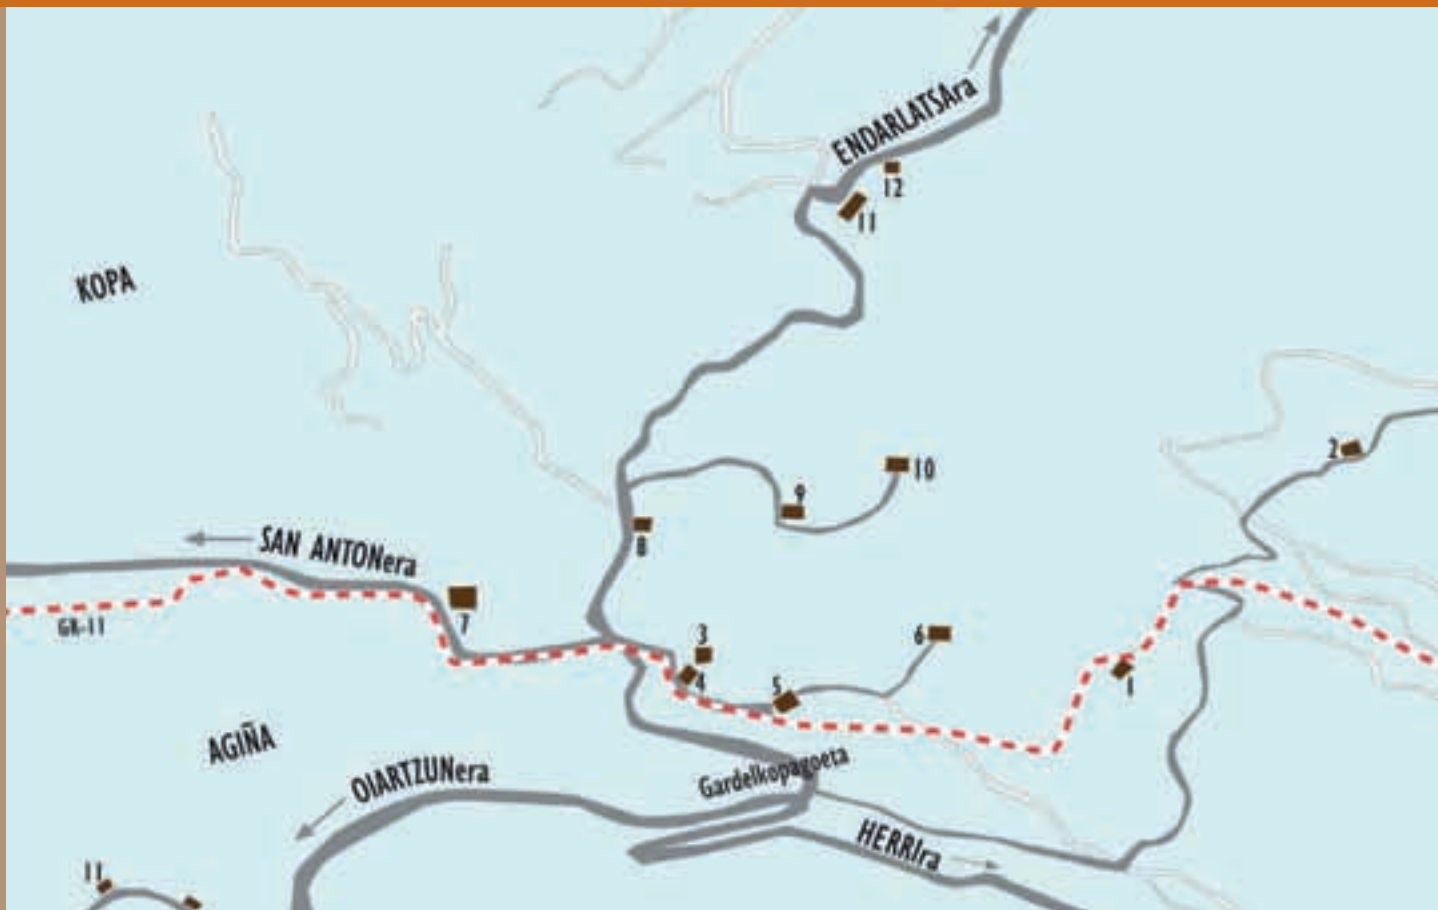 ENDARLATSAra
12
11
KOPA
2
10
9
8
SAN ANTONera
7
GR-11
3
6
4
5
1
AGIÑA
OIARTZUNera
Gardelkopagoeta
HERRIra
11